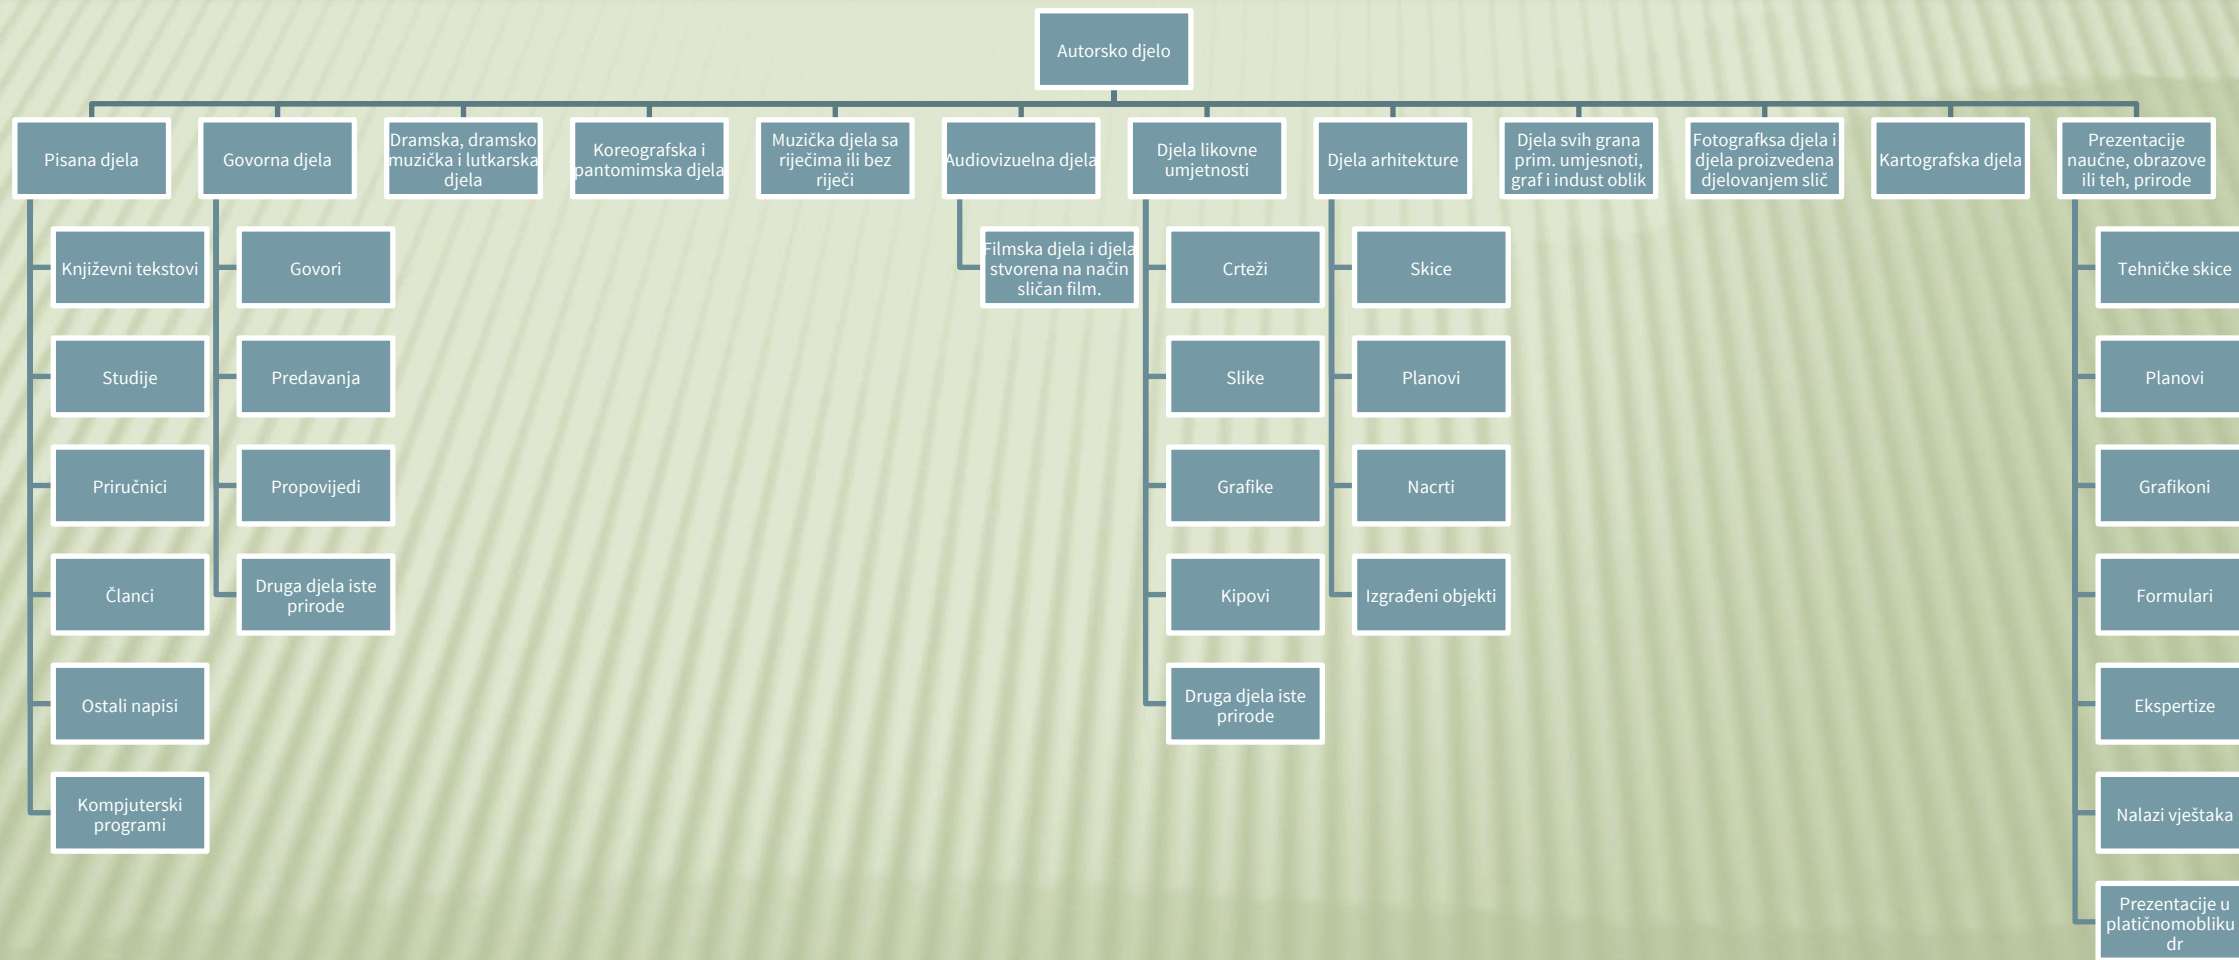 Autorsko djelo
Pisana djela
Književni tekstovi
Studije
Priručnici
Članci
Ostali napisi
Kompjuterski
programi
Govorna djela
Govori
Predavanja
Propovijedi
Druga djela iste
prirode
Dramska, dramsko
muzička i lutkarska
djela
Koreografska i
pantomimska djela
Muzička djela sa
riječima ili bez
riječi
Audiovizuelna djela
Filmska djela i djela
stvorena na način
sličan film.
Djela likovne
umjetnosti
Crteži
Slike
Grafike
Kipovi
Druga djela iste
prirode
Djela arhitekture
Skice
Planovi
Nacrti
Izgrađeni objekti
Djela svih grana
prim. umjesnoti,
graf i indust oblik
Fotografksa djela i
djela proizvedena
djelovanjem slič
Kartografska djela
Prezentacije
naučne, obrazove
ili teh, prirode
Tehničke skice
Planovi
Grafikoni
Formulari
Ekspertize
Nalazi vještaka
Prezentacije u
platičnomobliku
dr